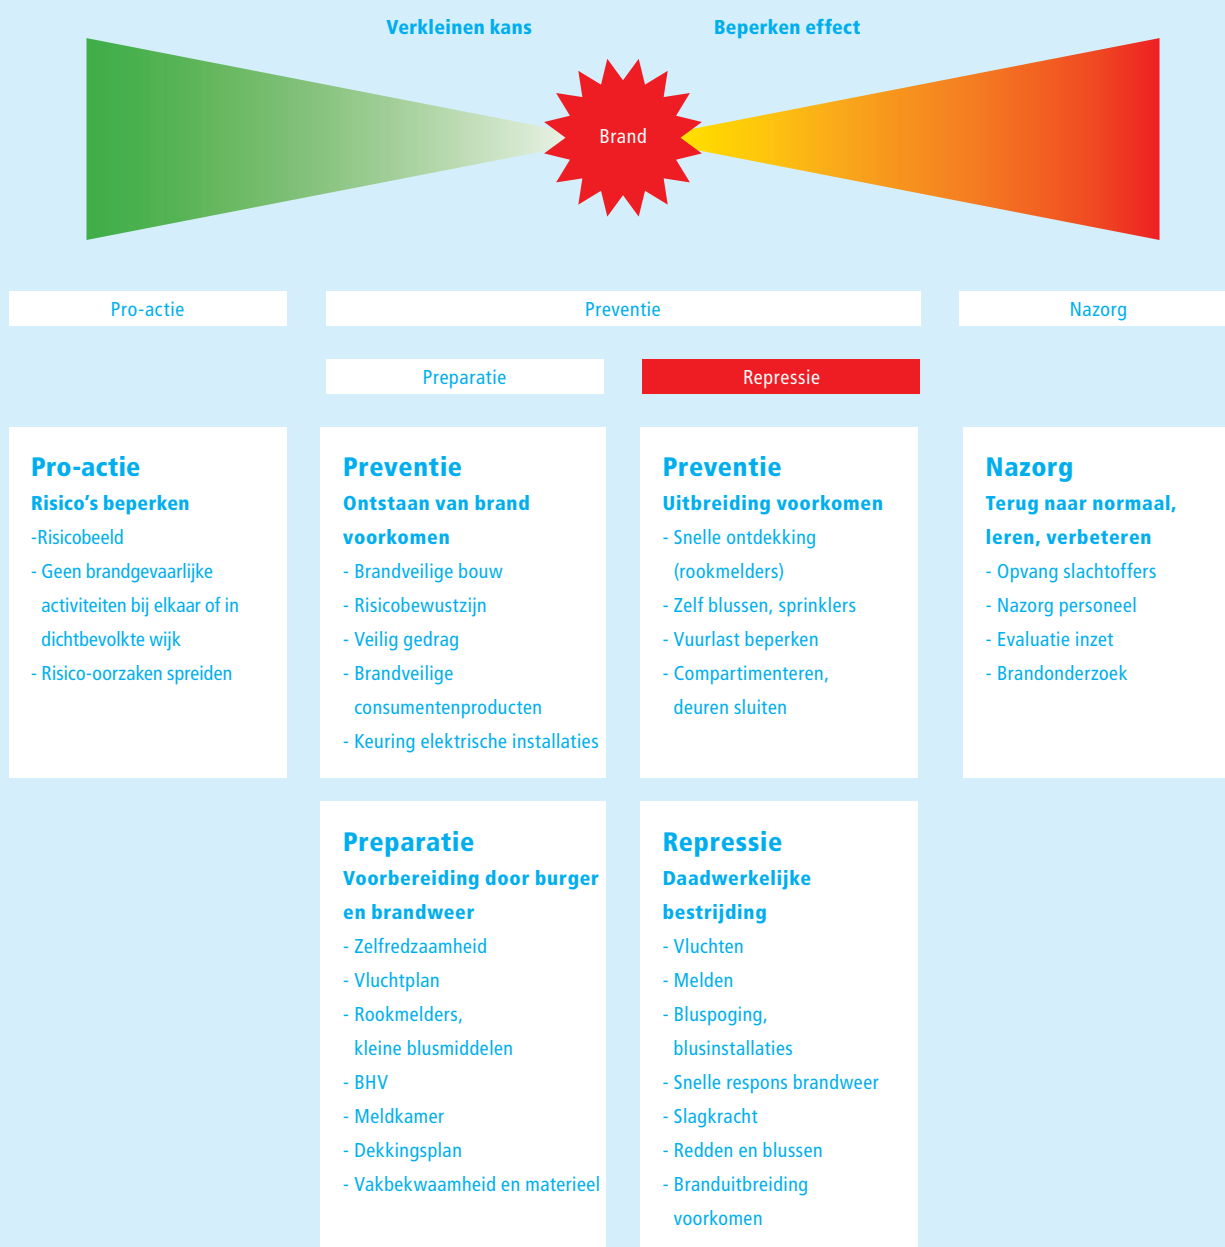 Verkleinen kans
Beperken effect
Brand
Pro-actie
Preventie
Nazorg
Preparatie
Repressie
Pro-actie
Risico's beperken
-Risicobeeld
- Geen brandgevaarlijke
activiteiten bij elkaar of in
dichtbevolkte wijk
- Risico-oorzaken spreiden
Preventie
Ontstaan van brand
voorkomen
- Brandveilige bouw
- Risicobewustzijn
- Veilig gedrag
- Brandveilige
consumentenproducten
- Keuring elektrische installaties
Preventie
Uitbreiding voorkomen
- Snelle ontdekking
(rookmelders)
- Zelf blussen, sprinklers
- Vuurlast beperken
- Compartimenteren,
deuren sluiten
Nazorg
Terug naar normaal,
leren, verbeteren
- Opvang slachtoffers
- Nazorg personeel
- Evaluatie inzet
- Brandonderzoek
Preparatie
Voorbereiding door burger
en brandweer
- Zelfredzaamheid
- Vluchtplan
- Rookmelders,
kleine blusmiddelen
- BHV
- Meldkamer
- Dekkingsplan
- Vakbekwaamheid en materieel
Repressie
Daadwerkelijke
bestrijding
- Vluchten
- Melden
- Bluspoging,
blusinstallaties
- Snelle respons brandweer
- Slagkracht
- Redden en blussen
- Branduitbreiding
voorkomen